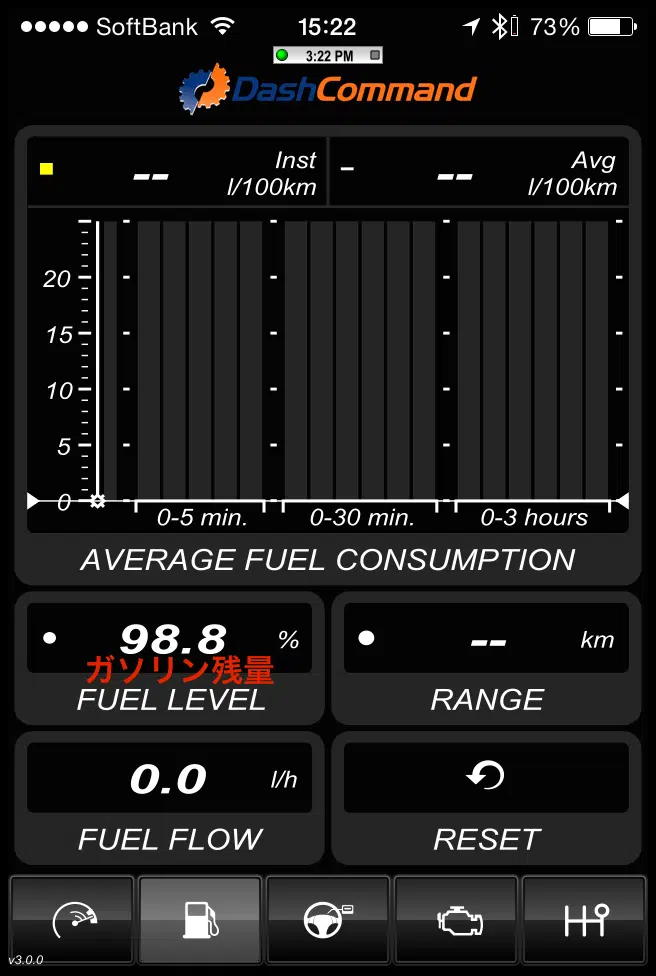 ●●●●● SoftBank 15:22 73%
3:22 PM
DashCommand
-- Inst l/100km
-- Avg l/100km
20
15
10
5
0
0-5 min. 0-30 min. 0-3 hours
AVERAGE FUEL CONSUMPTION
98.8 %
ガソリン残量
FUEL LEVEL
-- km
RANGE
0.0 l/h
FUEL FLOW
RESET
v3.0.0